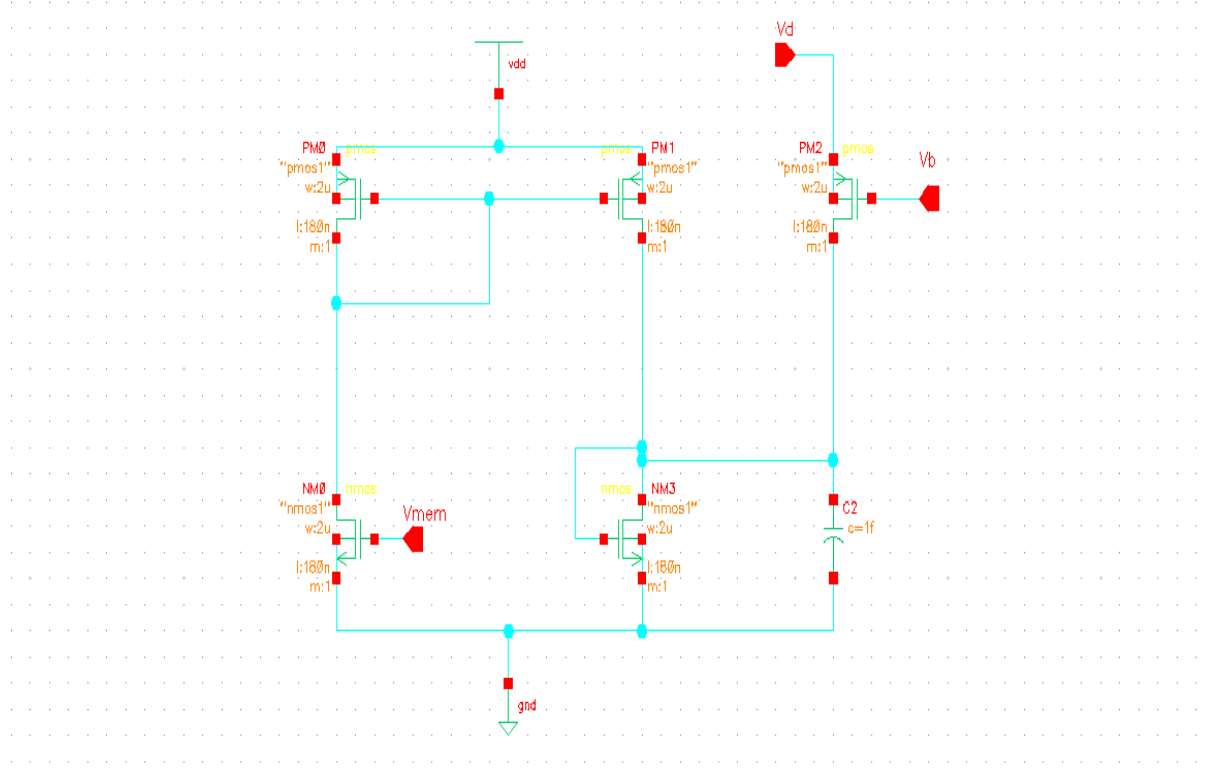 Vd
vdd
PM0 pmos
"pmos1"
w:2u
l:180n
m:1
pmos PM1
"pmos1"
w:2u
l:180n
m:1
PM2 pmos
"pmos1"
w:2u
l:180n
m:1
Vb
NM0 nmos
"nmos1"
w:2u
l:180n
m:1
Vmem
nmos NM3
"nmos1"
w:2u
l:180n
m:1
C2
c=1f
gnd